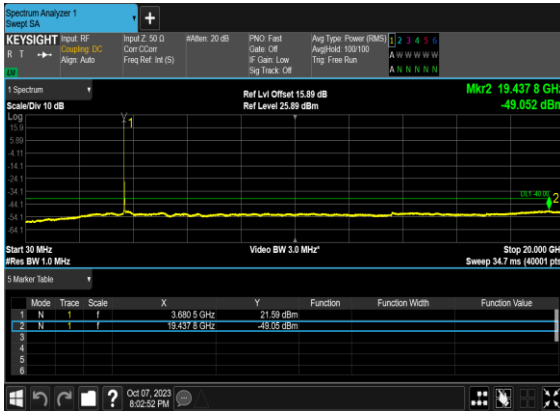 Spectrum Analyzer 1
Swept SA
+
KEYSIGHT
R T
Input: RF
Coupling: DC
Align: Auto
Input Z: 50 Ω
Corr CCorr
Freq Ref: Int (S)
#Atten: 20 dB
PNO: Fast
Gate: Off
IF Gain: Low
Sig Track: Off
Avg Type: Power (RMS)
Avg|Hold: 100/100
Trig: Free Run
1 2 3 4 5 6
A W W W W W
A N N N N N
1 Spectrum
Scale/Div 10 dB
Ref Lvl Offset 15.89 dB
Ref Level 25.89 dBm
Mkr2 19.437 8 GHz
-49.052 dBm
Log
15.9
5.89
-4.11
-14.1
-24.1
-34.1
-44.1
-54.1
-64.1
1
DL1 -40.00
2
Start 30 MHz
#Res BW 1.0 MHz
Video BW 3.0 MHz*
Stop 20.000 GHz
Sweep 34.7 ms (40001 pts)
5 Marker Table
Mode Trace Scale X Y Function Function Width Function Value
1 N 1 f 3.680 5 GHz 21.59 dBm
2 N 1 f 19.437 8 GHz -49.05 dBm
3
4
5
6
?
Oct 07, 2023
8:02:52 PM